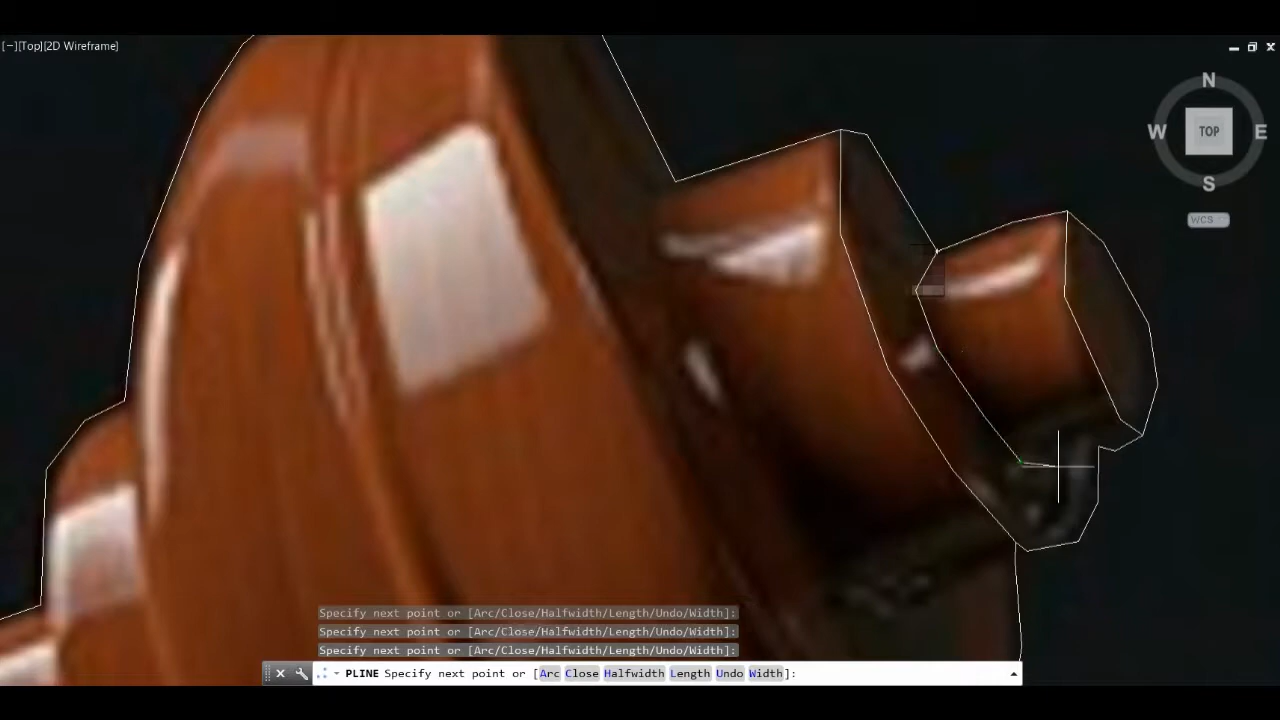 [−][Top][2D Wireframe]
N
W TOP E
S
WCS
Specify next point or [Arc/Close/Halfwidth/Length/Undo/Width]:
Specify next point or [Arc/Close/Halfwidth/Length/Undo/Width]:
Specify next point or [Arc/Close/Halfwidth/Length/Undo/Width]:
PLINE Specify next point or [Arc Close Halfwidth Length Undo Width]: